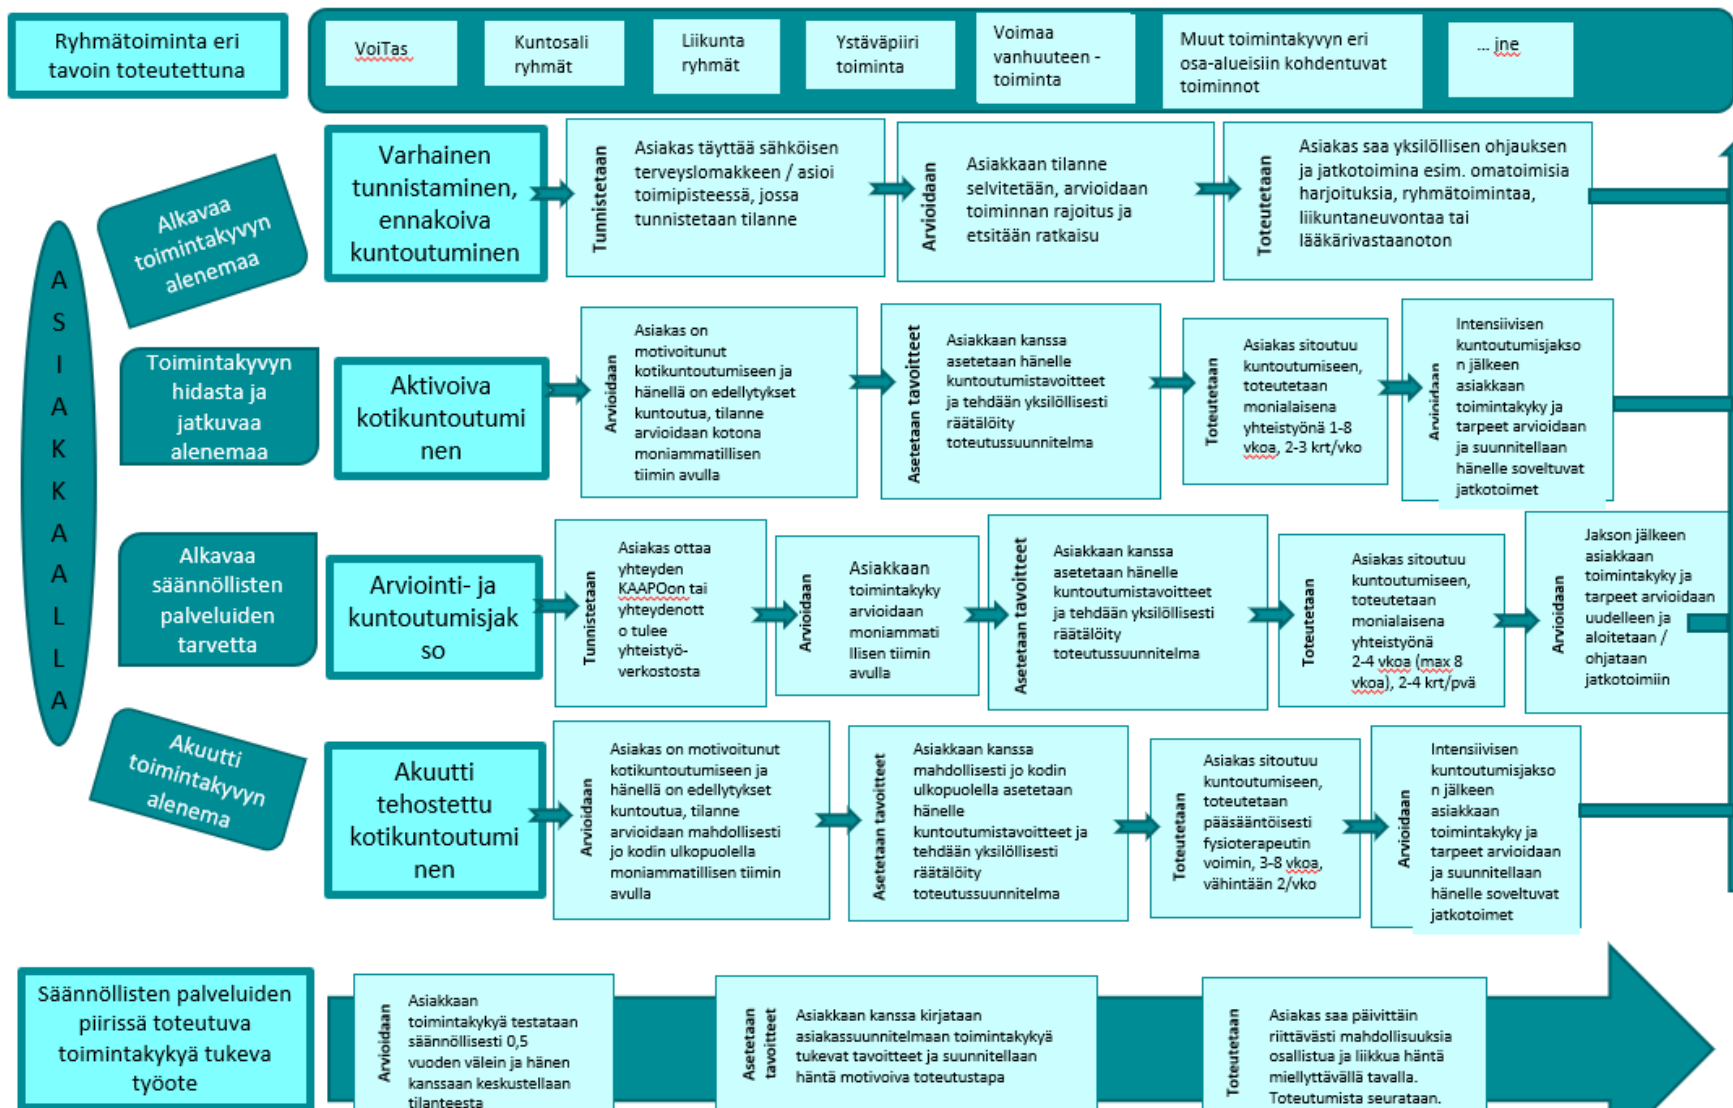 Ryhmätoiminta eri
tavoin toteutettuna
VoiTas
Kuntosali
ryhmät
Liikunta
ryhmät
Ystäväpiiri
toiminta
Voimaa
vanhuuteen -
toiminta
Muut toimintakyvyn eri
osa-alueisiin kohdentuvat
toiminnot
... jne
ASIAKKAALLA
Alkavaa
toimintakyvyn
alenemaa
Varhainen
tunnistaminen,
ennakoiva
kuntoutuminen
Tunnistetaan
Asiakas täyttää sähköisen
terveyslomakkeen / asioi
toimipisteessä, jossa
tunnistetaan tilanne
Arvioidaan
Asiakkaan tilanne
selvitetään, arvioidaan
toiminnan rajoitus ja
etsitään ratkaisu
Toteutetaan
Asiakas saa yksilöllisen ohjauksen
ja jatkotoimina esim. omatoimisia
harjoituksia, ryhmätoimintaa,
liikuntaneuvontaa tai
lääkärivastaanoton
Toimintakyvyn
hidasta ja
jatkuvaa
alenemaa
Aktivoiva
kotikuntoutumi
nen
Arvioidaan
Asiakas on
motivoitunut
kotikuntoutumiseen ja
hänellä on edellytykset
kuntoutua, tilanne
arvioidaan kotona
moniammatillisen
tiimin avulla
Asetetaan tavoitteet
Asiakkaan kanssa
asetetaan hänelle
kuntoutumistavoitteet
ja tehdään yksilöllisesti
räätälöity
toteutussuunnitelma
Toteutetaan
Asiakas sitoutuu
kuntoutumiseen,
toteutetaan
monialaisena
yhteistyönä 1-8
vkoa, 2-3 krt/vko
Arvioidaan
Intensiivisen
kuntoutumisjakso
n jälkeen
asiakkaan
toimintakyky ja
tarpeet arvioidaan
ja suunnitellaan
hänelle soveltuvat
jatkotoimet
Alkavaa
säännöllisten
palveluiden
tarvetta
Arviointi- ja
kuntoutumisjak
so
Tunnistetaan
Asiakas ottaa
yhteyden
KAAPOon tai
yhteydenott
o tulee
yhteistyö-
verkostosta
Arvioidaan
Asiakkaan
toimintakyky
arvioidaan
moniammati
llisen tiimin
avulla
Asetetaan tavoitteet
Asiakkaan kanssa
asetetaan hänelle
kuntoutumistavoitteet
ja tehdään yksilöllisesti
räätälöity
toteutussuunnitelma
Toteutetaan
Asiakas sitoutuu
kuntoutumiseen,
toteutetaan
monialaisena
yhteistyönä
2-4 vkoa (max 8
vkoa), 2-4 krt/pvä
Arvioidaan
Jakson jälkeen
asiakkaan
toimintakyky ja
tarpeet arvioidaan
uudelleen ja
aloitetaan /
ohjataan
jatkotoimiin
Akuutti
toimintakyvyn
alenema
Akuutti
tehostettu
kotikuntoutumi
nen
Arvioidaan
Asiakas on motivoitunut
kotikuntoutumiseen ja
hänellä on edellytykset
kuntoutua, tilanne
arvioidaan mahdollisesti
jo kodin ulkopuolella
moniammatillisen tiimin
avulla
Asetetaan tavoitteet
Asiakkaan kanssa
mahdollisesti jo kodin
ulkopuolella asetetaan
hänelle
kuntoutumistavoitteet ja
tehdään yksilöllisesti
räätälöity
toteutussuunnitelma
Toteutetaan
Asiakas sitoutuu
kuntoutumiseen,
toteutetaan
pääsääntöisesti
fysioterapeutin
voimin, 3-8 vkoa,
vähintään 2/vko
Arvioidaan
Intensiivisen
kuntoutumisjakso
n jälkeen
asiakkaan
toimintakyky ja
tarpeet arvioidaan
ja suunnitellaan
hänelle soveltuvat
jatkotoimet
Säännöllisten palveluiden
piirissä toteutuva
toimintakykyä tukeva
työote
Arvioidaan
Asiakkaan
toimintakykyä testataan
säännöllisesti 0,5
vuoden välein ja hänen
kanssaan keskustellaan
tilanteesta
Asetetaan
tavoitteet
Asiakkaan kanssa kirjataan
asiakassuunnitelmaan toimintakykyä
tukevat tavoitteet ja suunnitellaan
häntä motivoiva toteutustapa
Toteutetaan
Asiakas saa päivittäin
riittävästi mahdollisuuksia
osallistua ja liikkua häntä
miellyttävällä tavalla.
Toteutumista seurataan.